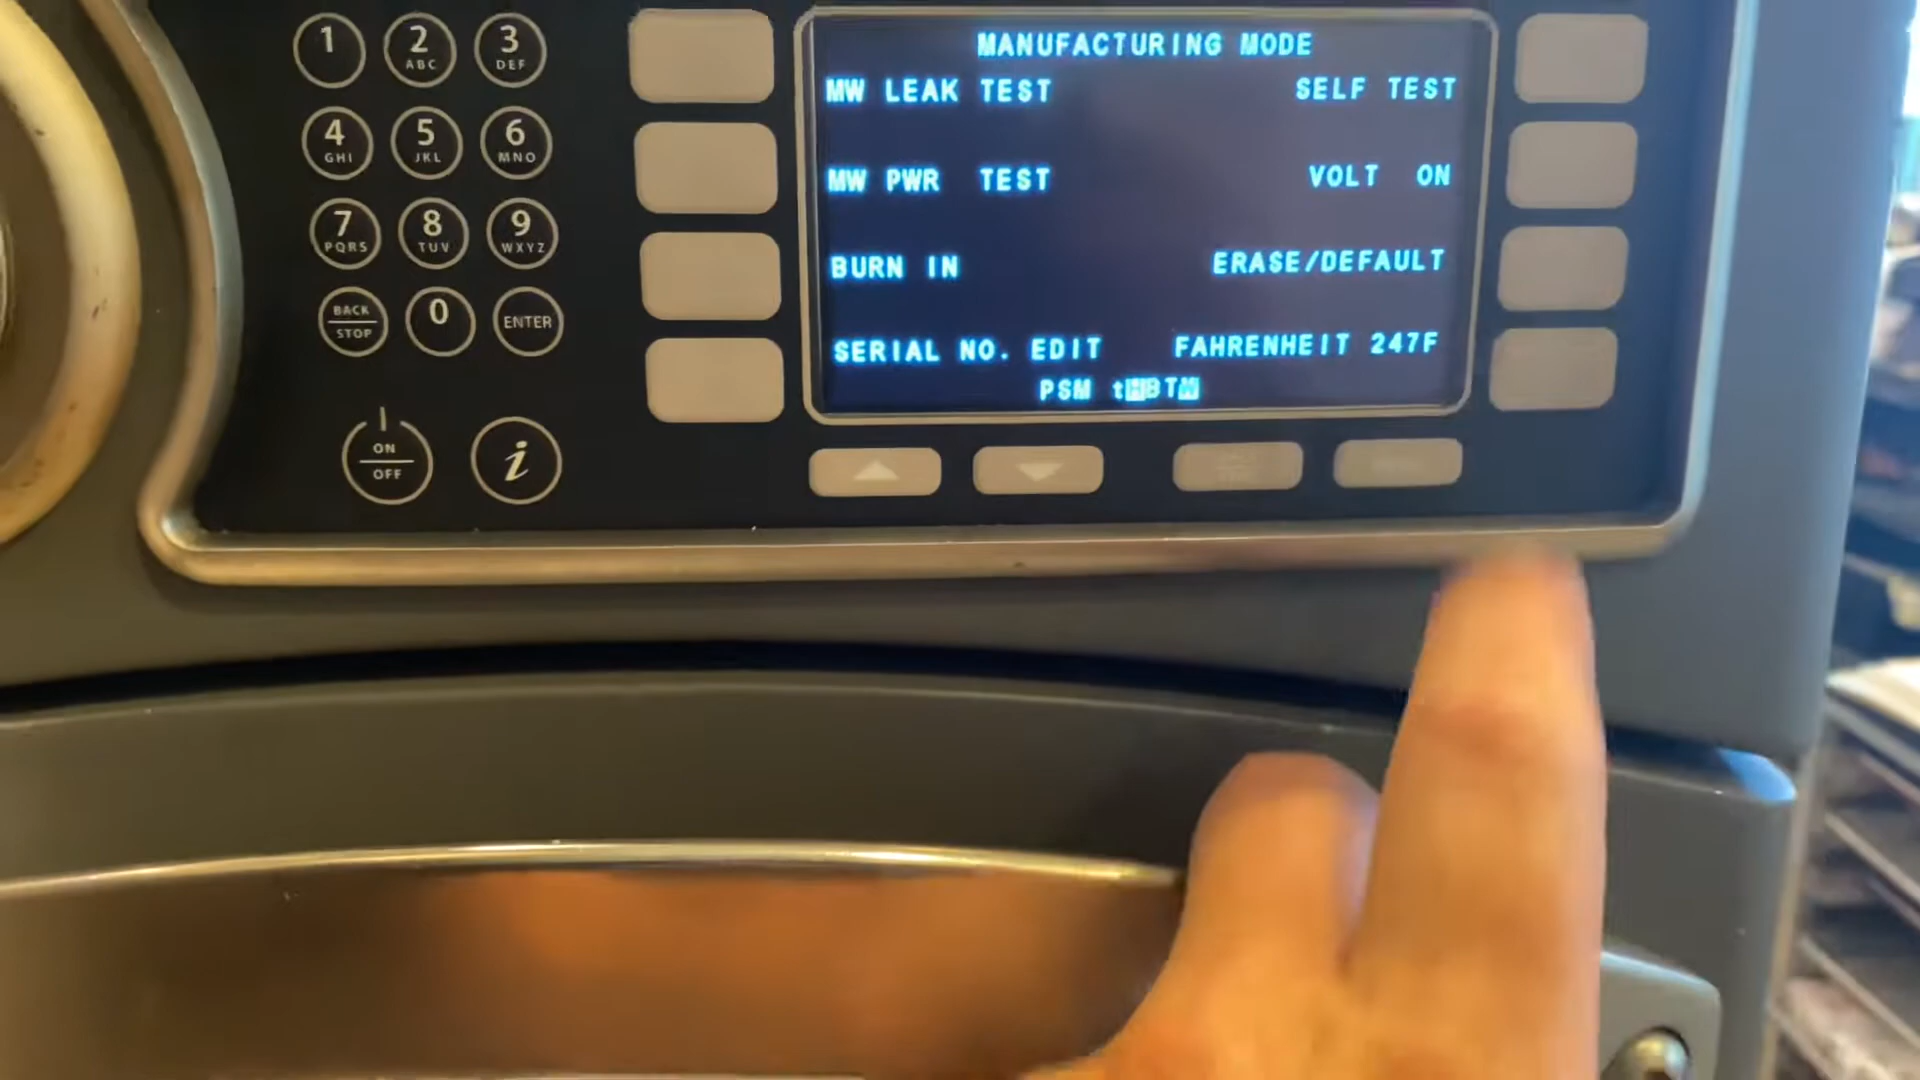 MANUFACTURING MODE
MW LEAK TEST SELF TEST
MW PWR TEST VOLT ON
BURN IN ERASE/DEFAULT
SERIAL NO. EDIT FAHRENHEIT 247F
PSM tHBTW
1 2 ABC 3 DEF
4 GHI 5 JKL 6 MNO
7 PQRS 8 TUV 9 WXYZ
BACK STOP 0 ENTER
ON OFF i